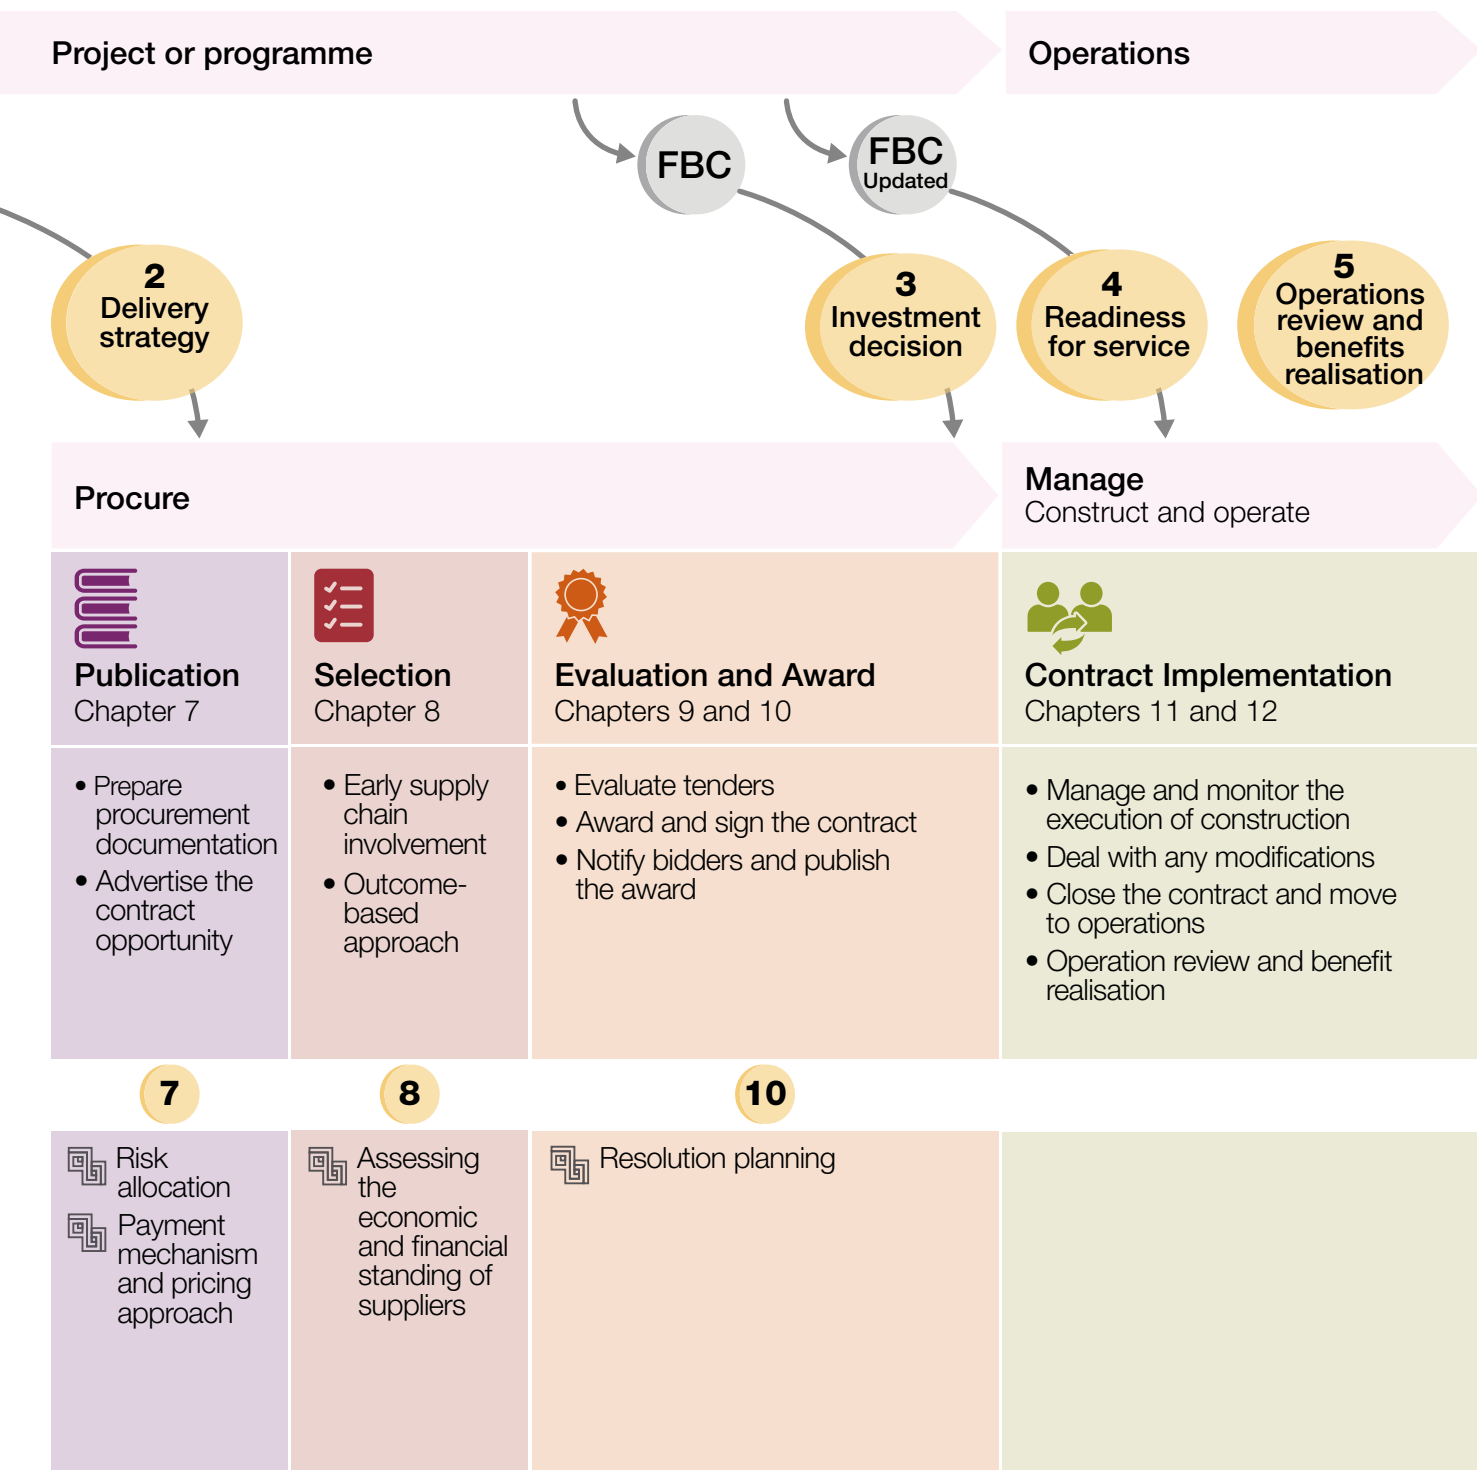 Project or programme
Operations
FBC
FBC
Updated
2
Delivery
strategy
3
Investment
decision
4
Readiness
for service
5
Operations
review and
benefits
realisation
Procure
Manage
Construct and operate
Publication
Chapter 7
• Prepare
procurement
documentation
• Advertise the
contract
opportunity
Selection
Chapter 8
• Early supply
chain
involvement
• Outcome-
based
approach
Evaluation and Award
Chapters 9 and 10
• Evaluate tenders
• Award and sign the contract
• Notify bidders and publish
the award
Contract Implementation
Chapters 11 and 12
• Manage and monitor the
execution of construction
• Deal with any modifications
• Close the contract and move
to operations
• Operation review and benefit
realisation
7
Risk
allocation
Payment
mechanism
and pricing
approach
8
Assessing
the
economic
and financial
standing of
suppliers
10
Resolution planning